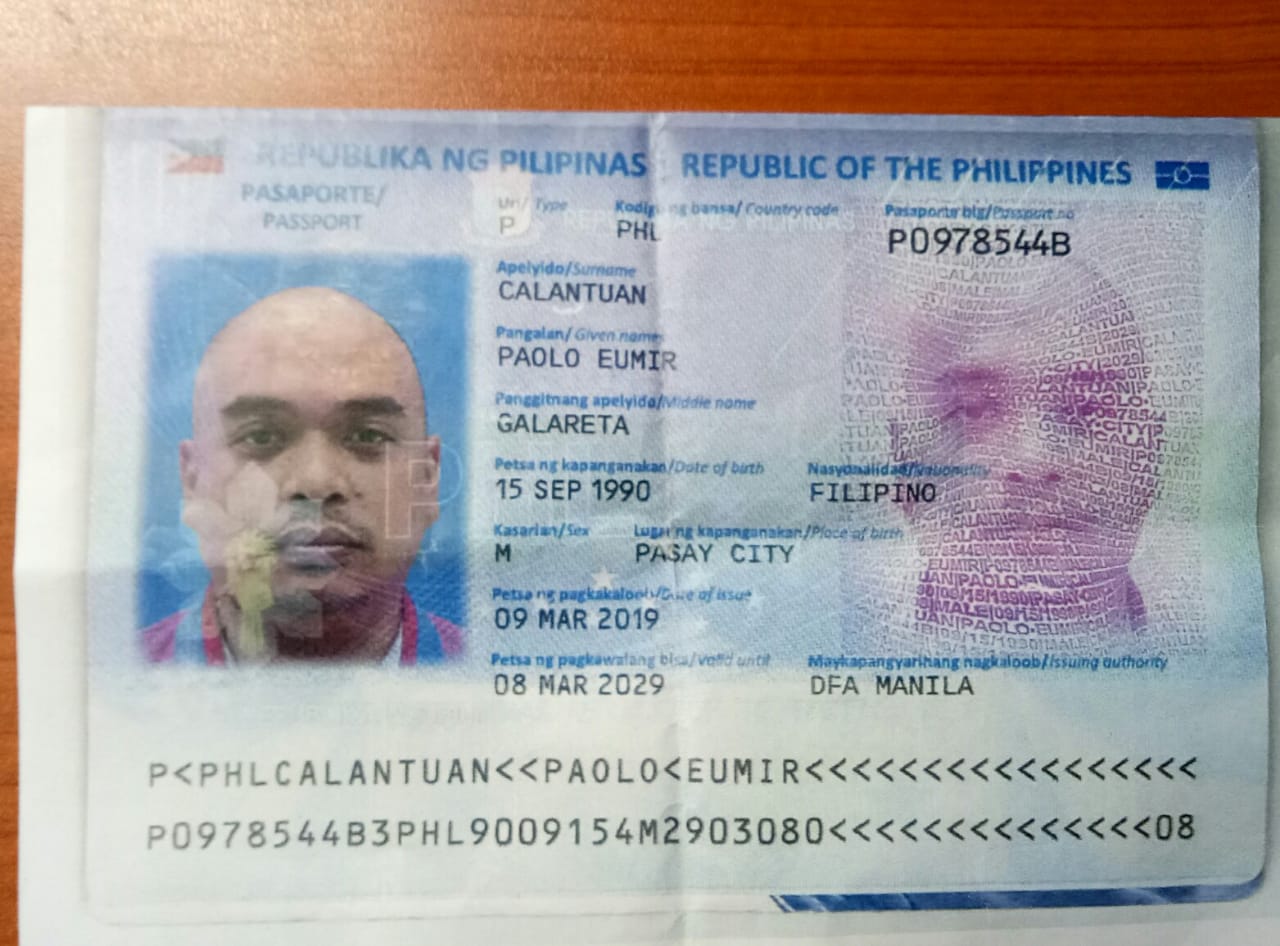 REPUBLIKA NG PILIPINAS REPUBLIC OF THE PHILIPPINES
PASAPORTE/
PASSPORT
Uri/ Type Kodigo ng bansa/ Country code Pasaporte blg/Passport no
P PHL P0978544B
Apelyido/Surname
CALANTUAN
Pangalan/ Given names
PAOLO EUMIR
Panggitnang apelyido/Middle name
GALARETA
Petsa ng kapanganakan/Date of birth Nasyonalidad/Nationality
15 SEP 1990 FILIPINO
Kasarian/Sex Lugar ng kapanganakan/Place of birth
M PASAY CITY
Petsa ng pagkakaloob/Date of issue
09 MAR 2019
Petsa ng pagkawalang bisa/Valid until Maykapangyarihang nagkaloob/Issuing authority
08 MAR 2029 DFA MANILA
P<PHLCALANTUAN<<PAOLO<EUMIR<<<<<<<<<<<<<<<<<
P0978544B3PHL9009154M2903080<<<<<<<<<<<<<<08